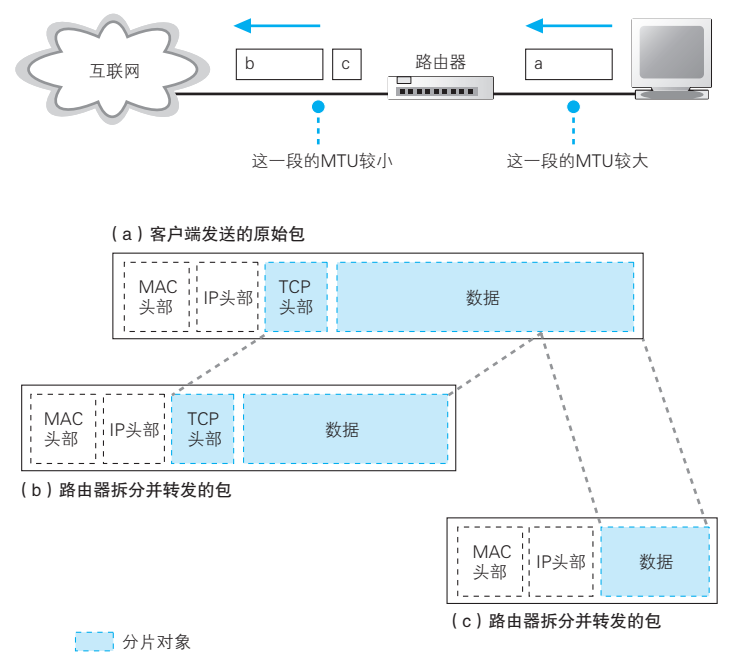 互联网
b
c
路由器
a
这一段的MTU较小
这一段的MTU较大
(a)客户端发送的原始包
MAC
头部
IP头部
TCP
头部
数据
MAC
头部
IP头部
TCP
头部
数据
(b)路由器拆分并转发的包
MAC
头部
IP头部
数据
(c)路由器拆分并转发的包
分片对象